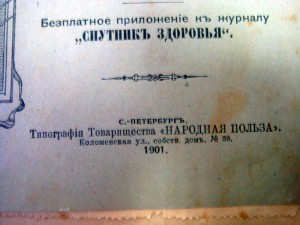 Безплатное приложеніе къ журналу
„СПУТНИКЪ ЗДОРОВЬЯ“.
С.-ПЕТЕРБУРГЪ.
Типографія Товарищества «НАРОДНАЯ ПОЛЬЗА».
Коломенская ул., собств. домъ. № 39.
1901.